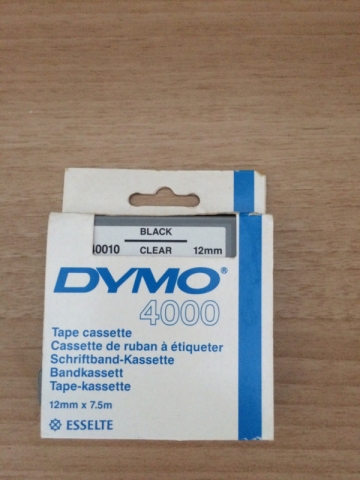 BLACK
40010 CLEAR 12mm
DYMO®
4000
Tape cassette
Cassette de ruban à étiqueter
Schriftband-Kassette
Bandkassett
Tape-kassette
12mm x 7.5m
ESSELTE